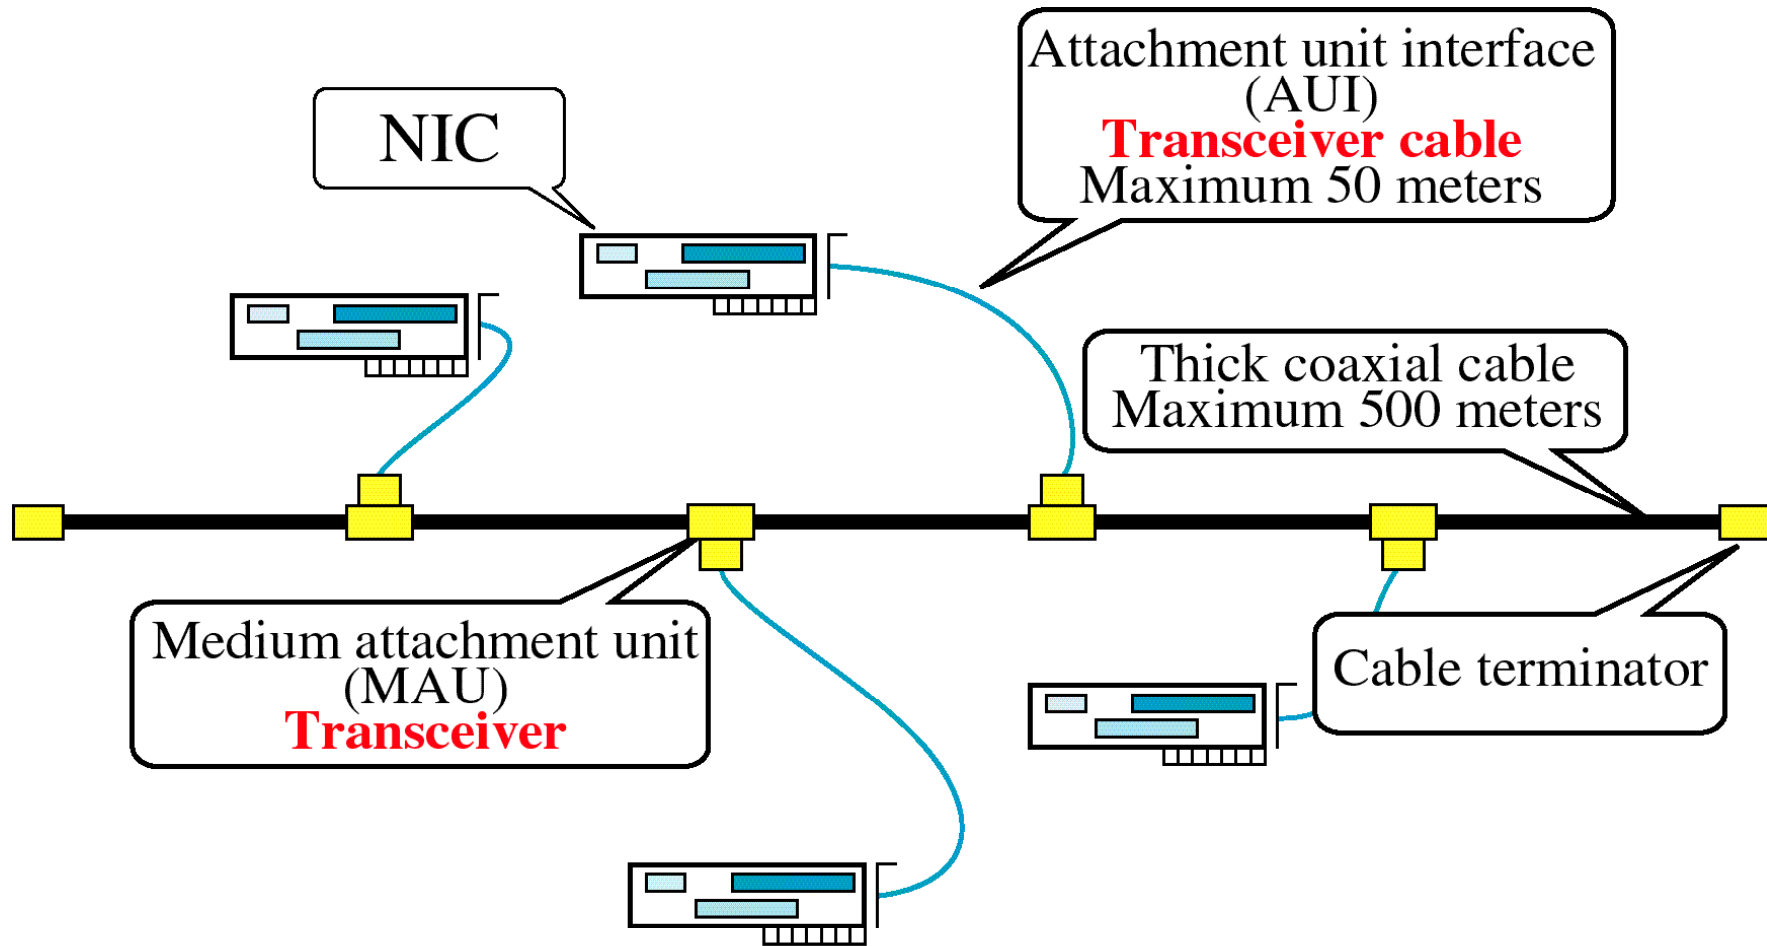 NIC
Attachment unit interface
(AUI)
Transceiver cable
Maximum 50 meters
Thick coaxial cable
Maximum 500 meters
Medium attachment unit
(MAU)
Transceiver
Cable terminator